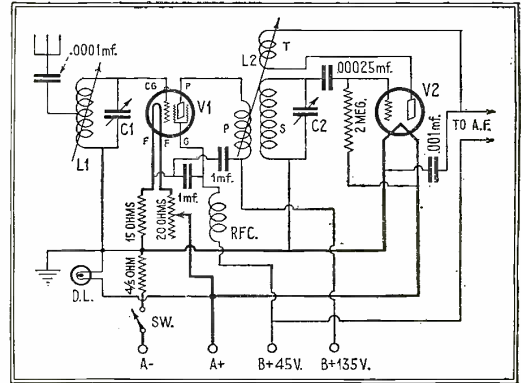 .0001mf.
L1
C1
CG
P
V1
F
F
G
P
L2
T
S
.00025mf.
C2
2 MEG.
V2
.001mf.
TO A.F.
1mf.
1mf.
RFC.
15 OHMS
20 OHMS
4/5 OHM
D.L.
SW.
A-
A+
B+45V.
B+135V.